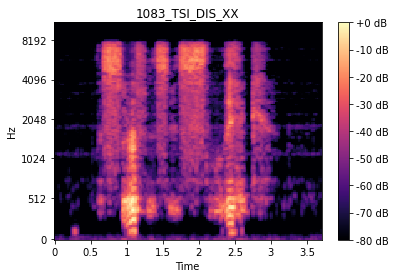 1083_TSI_DIS_XX
8192
4096
2048
1024
512
0
Hz
0 0.5 1 1.5 2 2.5 3 3.5
Time
+0 dB
-10 dB
-20 dB
-30 dB
-40 dB
-50 dB
-60 dB
-70 dB
-80 dB